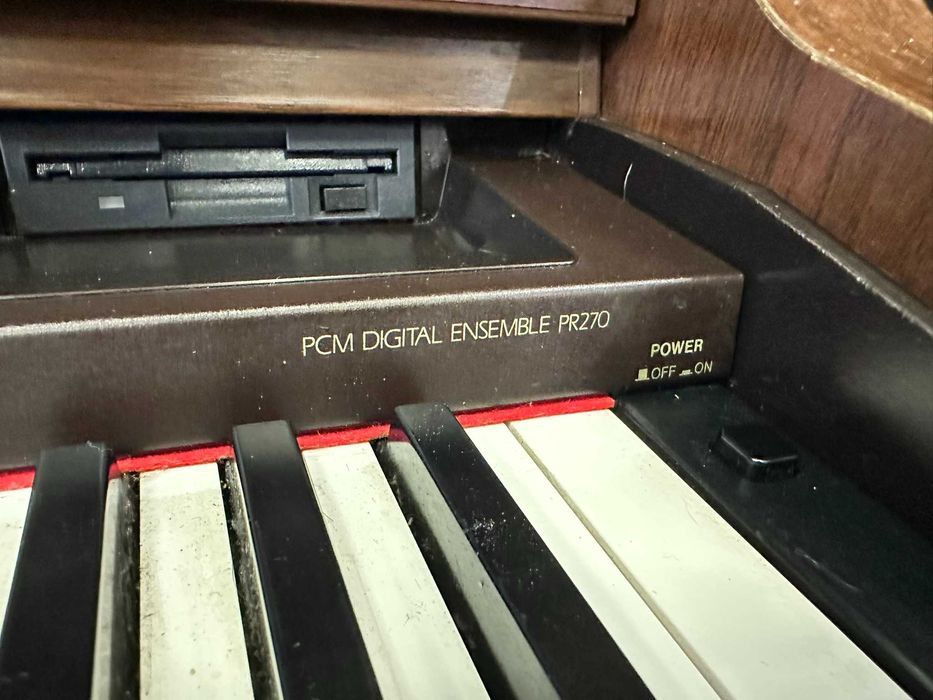 PCM DIGITAL ENSEMBLE PR270
POWER
OFF ON